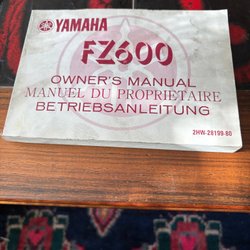 YAMAHA
FZ600
OWNER'S MANUAL
MANUEL DU PROPRIETAIRE
BETRIEBSANLEITUNG
2HW-28199-80